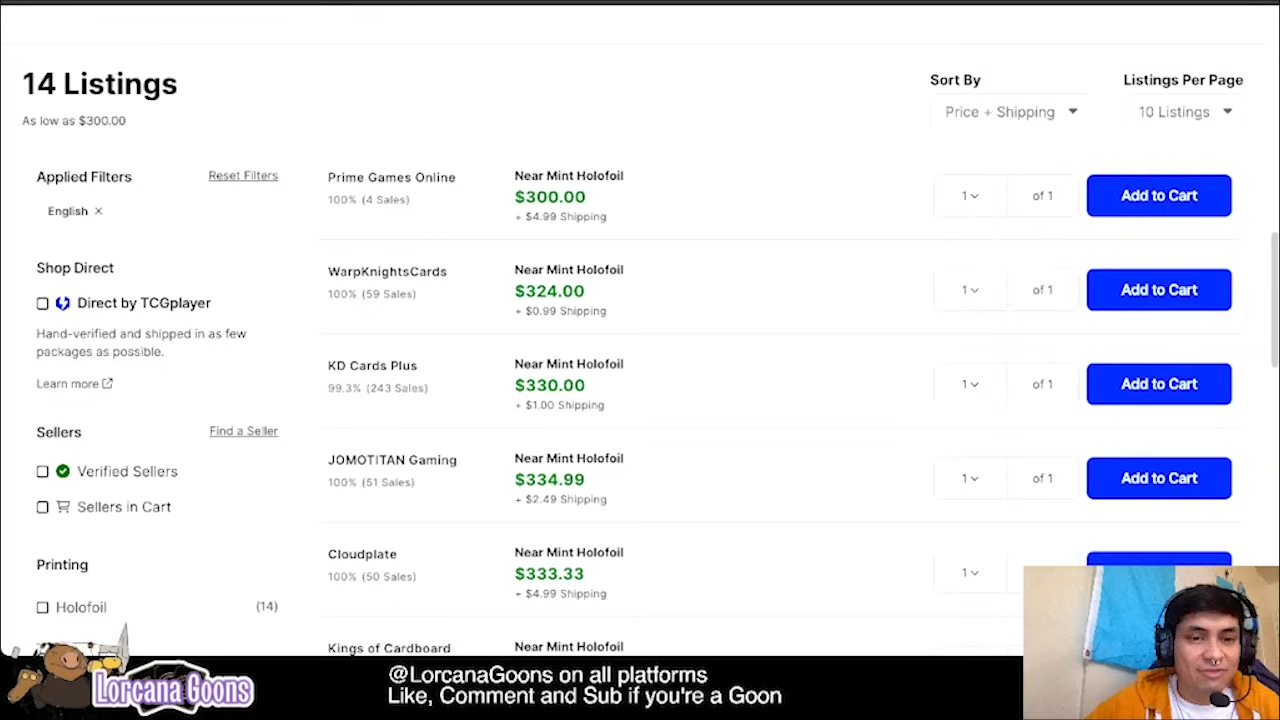 14 Listings
As low as $300.00
Sort By
Price + Shipping
Listings Per Page
10 Listings
Applied Filters
Reset Filters
English ×
Shop Direct
Direct by TCGplayer
Hand-verified and shipped in as few
packages as possible.
Learn more
Sellers
Find a Seller
Verified Sellers
Sellers in Cart
Printing
Holofoil (14)
Prime Games Online
100% (4 Sales)
Near Mint Holofoil
$300.00
+ $4.99 Shipping
1 of 1
Add to Cart
WarpKnightsCards
100% (59 Sales)
Near Mint Holofoil
$324.00
+ $0.99 Shipping
1 of 1
Add to Cart
KD Cards Plus
99.3% (243 Sales)
Near Mint Holofoil
$330.00
+ $1.00 Shipping
1 of 1
Add to Cart
JOMOTITAN Gaming
100% (51 Sales)
Near Mint Holofoil
$334.99
+ $2.49 Shipping
1 of 1
Add to Cart
Cloudplate
100% (50 Sales)
Near Mint Holofoil
$333.33
+ $4.99 Shipping
1
Kings of Cardboard
Near Mint Holofoil
Lorcana Goons
@LorcanaGoons on all platforms
Like, Comment and Sub if you're a Goon